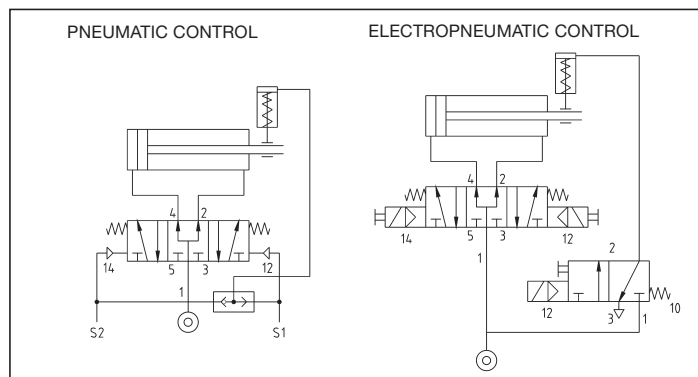 PNEUMATIC CONTROL
ELECTROPNEUMATIC CONTROL
4 2
14 5 3 12
1
S2 S1
4 2
14 5 3 12
1
2
12 3 1 10